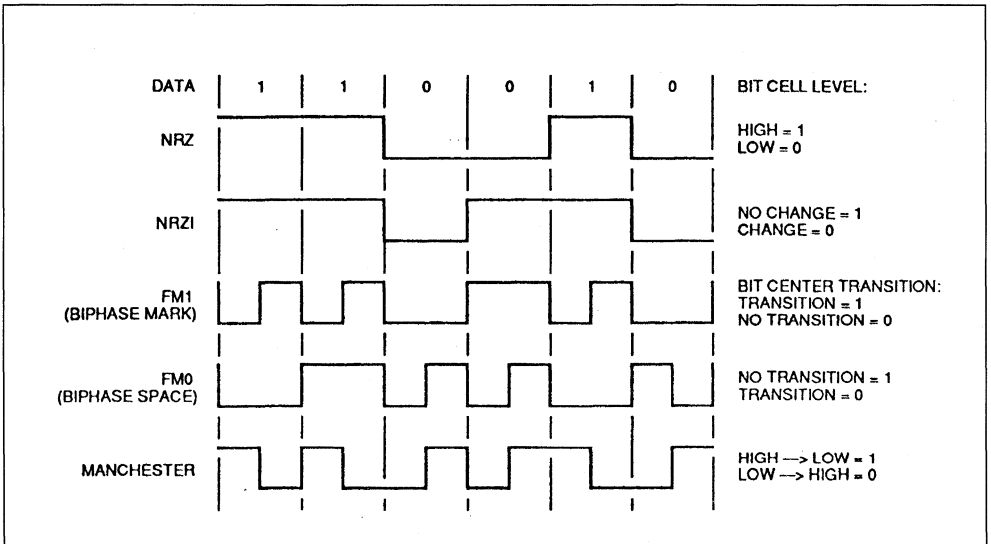 DATA 1 1 0 0 1 0 BIT CELL LEVEL:
NRZ HIGH = 1
LOW = 0
NRZI NO CHANGE = 1
CHANGE = 0
FM1
(BIPHASE MARK)
BIT CENTER TRANSITION:
TRANSITION = 1
NO TRANSITION = 0
FM0
(BIPHASE SPACE)
NO TRANSITION = 1
TRANSITION = 0
MANCHESTER HIGH —> LOW = 1
LOW —> HIGH = 0